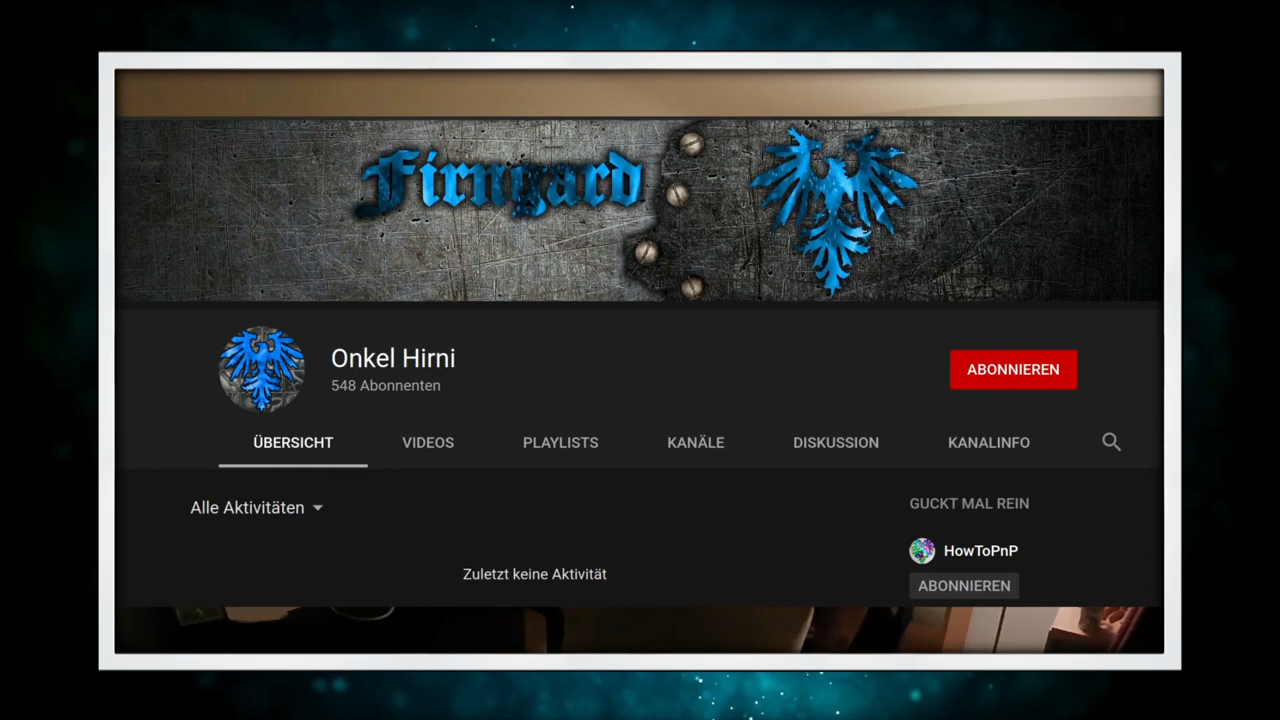 Firngard
Onkel Hirni
548 Abonnenten
ABONNIEREN
ÜBERSICHT VIDEOS PLAYLISTS KANÄLE DISKUSSION KANALINFO
Alle Aktivitäten
GUCKT MAL REIN
HowToPnP
Zuletzt keine Aktivität
ABONNIEREN